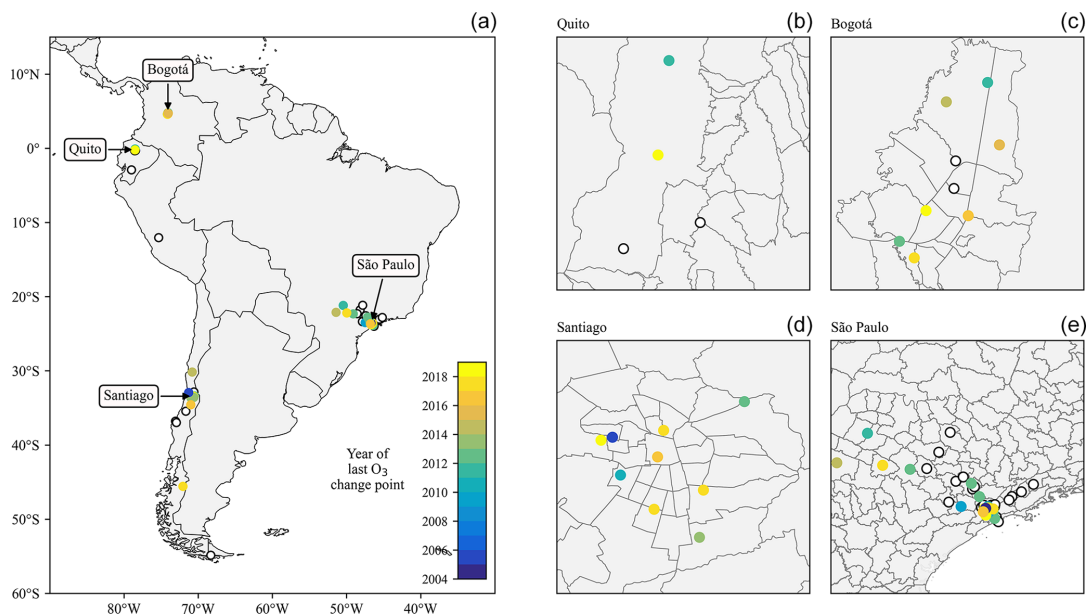 (a)
10°N
0°
10°S
20°S
30°S
40°S
50°S
60°S
80°W
70°W
60°W
50°W
40°W
Bogotá
Quito
São Paulo
Santiago
Year of
last O₃
change point
2018
2016
2014
2012
2010
2008
2006
2004
Quito
(b)
Bogotá
(c)
Santiago
(d)
São Paulo
(e)